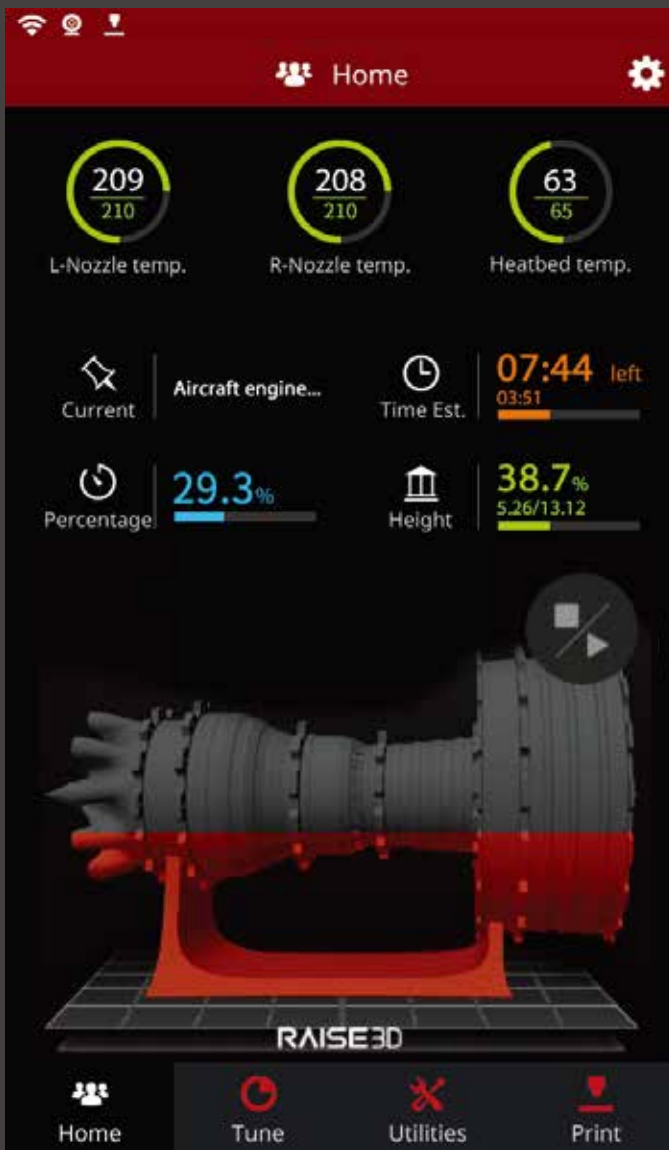 Home
209
210
L-Nozzle temp.
208
210
R-Nozzle temp.
63
65
Heatbed temp.
Current
Aircraft engine...
Time Est.
07:44 left
03:51
Percentage
29.3%
Height
38.7%
5.26/13.12
RAISE3D
Home
Tune
Utilities
Print